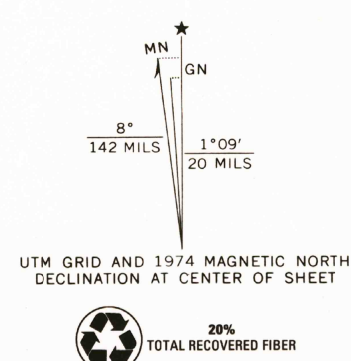 ★
MN
GN
8°
142 MILS
1°09′
20 MILS
UTM GRID AND 1974 MAGNETIC NORTH
DECLINATION AT CENTER OF SHEET
20%
TOTAL RECOVERED FIBER